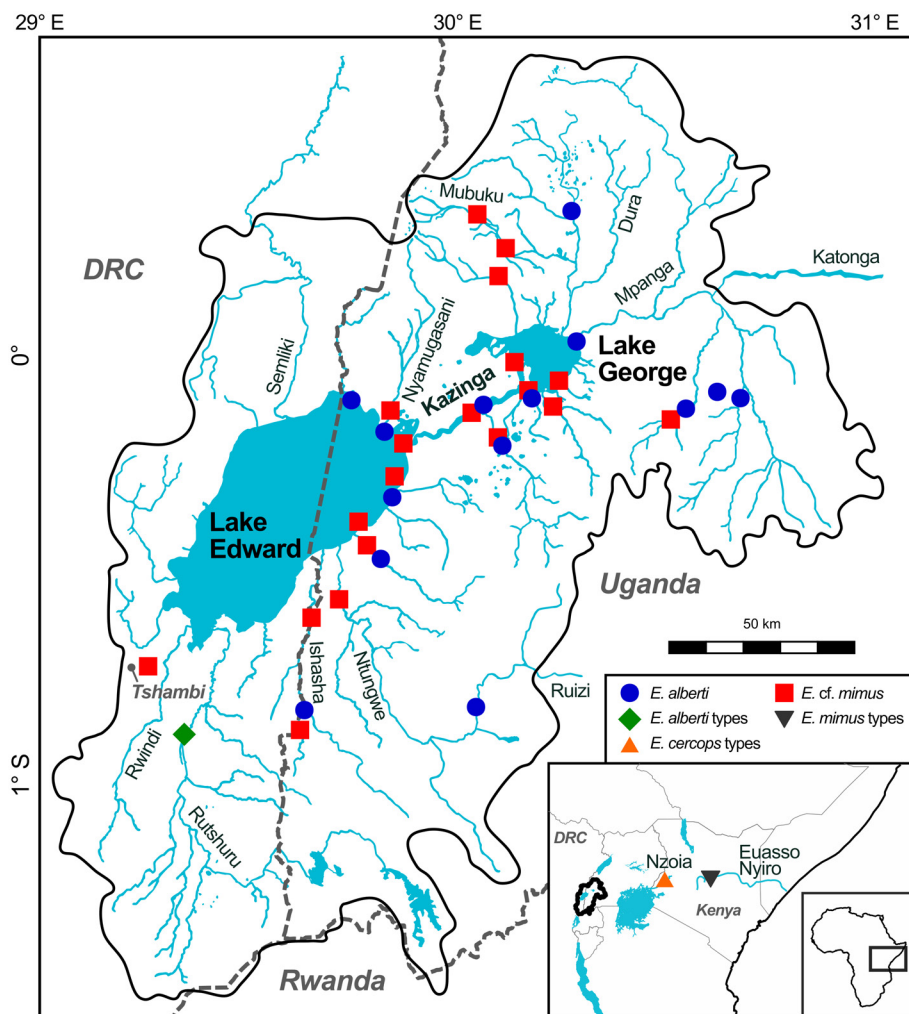 29° E
30° E
31° E
Mubuku
Dura
DRC
Katonga
Mpanga
Semliki
Nyamugasani
0°
Lake
George
Kazinga
Lake
Edward
Uganda
50 km
Tshambi
Ishasha
Ntungwe
Ruizi
Rwindi
1° S
Rutshuru
E. alberti
E. cf. mimus
E. alberti types
E. mimus types
E. cercops types
DRC
Nzoia
Euasso
Nyiro
Kenya
Rwanda